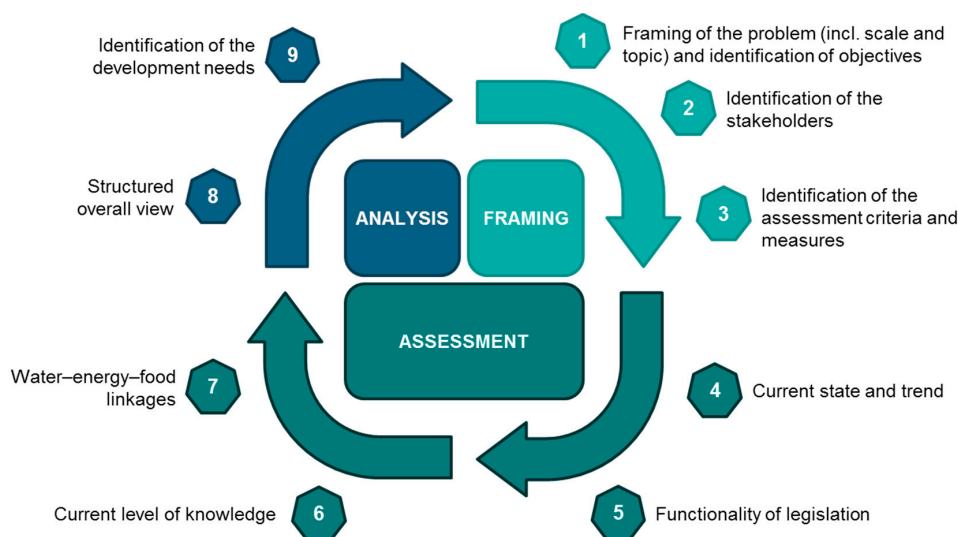 1
Framing of the problem (incl. scale and
topic) and identification of objectives
2
Identification of the
stakeholders
3
Identification of the
assessment criteria and
measures
4
Current state and trend
5
Functionality of legislation
6
Current level of knowledge
7
Water–energy–food
linkages
8
Structured
overall view
9
Identification of the
development needs
ANALYSIS
FRAMING
ASSESSMENT